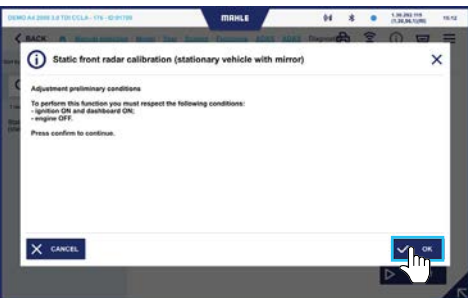 DEMO A4 2008 3.0 TDI CCLA - 176 - ID:91709
MAHLE
16:12
BACK
Static front radar calibration (stationary vehicle with mirror)
Adjustment preliminary conditions
To perform this function you must respect the following conditions:
- ignition ON and dashboard ON;
- engine OFF.
Press confirm to continue.
CANCEL
OK